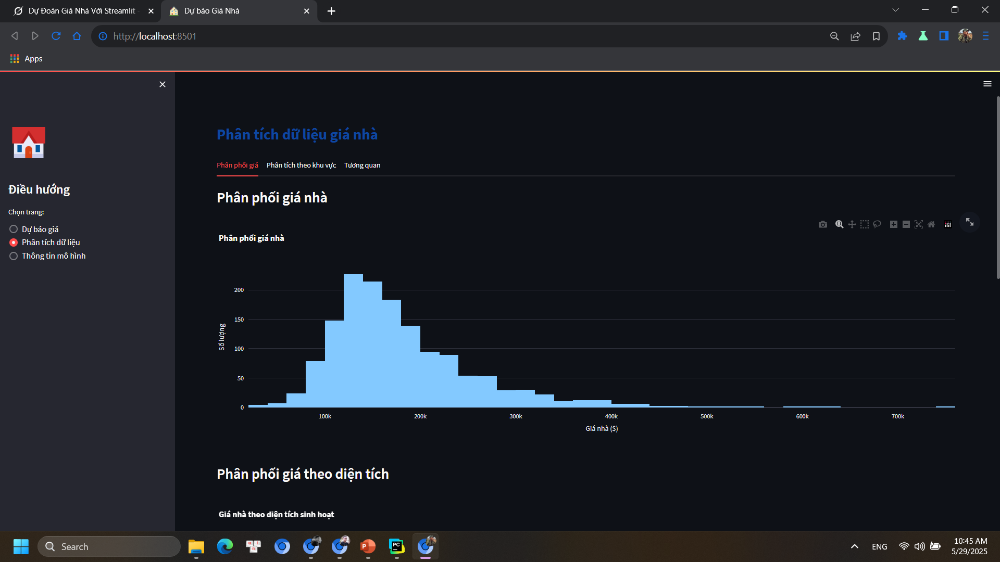 Dự Đoán Giá Nhà Với Streamlit -
Dự báo Giá Nhà
http://localhost:8501
Apps
Điều hướng
Chọn trang:
Dự báo giá
Phân tích dữ liệu
Thông tin mô hình
Phân tích dữ liệu giá nhà
Phân phối giá
Phân tích theo khu vực
Tương quan
Phân phối giá nhà
Phân phối giá nhà
200
150
100
50
0
Số lượng
100k
200k
300k
400k
500k
600k
700k
Giá nhà ($)
Phân phối giá theo diện tích
Giá nhà theo diện tích sinh hoạt
Search
u
n i
P
PC
ENG
10:45 AM
5/29/2025